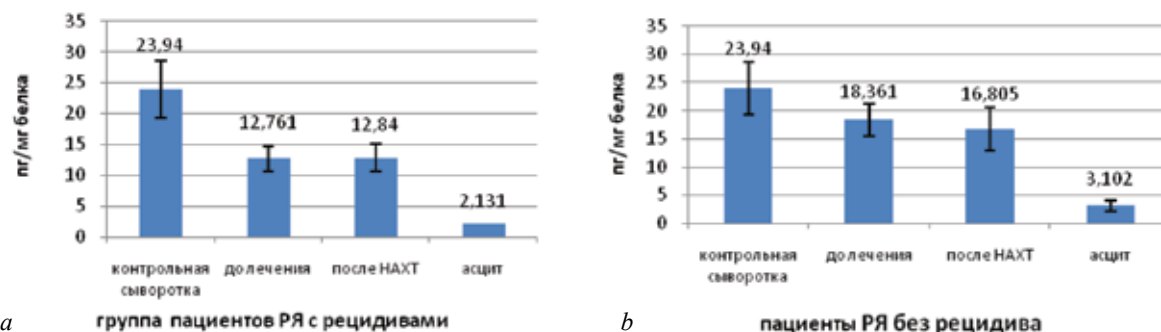 35
30
25
20
15
10
5
0
пг/мг белка
23,94
12,761
12,84
2,131
контрольная
сыворотка
до лечения
после НАХТ
асцит
a
группа пациентов РЯ с рецидивами
35
30
25
20
15
10
5
0
пг/мг белка
23,94
18,361
16,805
3,102
контрольная
сыворотка
до лечения
после НАХТ
асцит
b
пациенты РЯ без рецидива